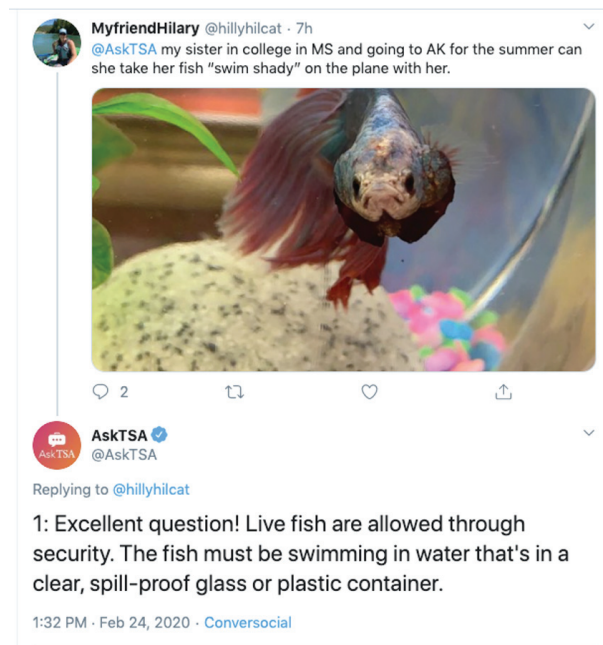 MyfriendHilary @hillyhilcat · 7h
@AskTSA my sister in college in MS and going to AK for the summer can
she take her fish "swim shady" on the plane with her.
2
AskTSA
AskTSA
@AskTSA
Replying to @hillyhilcat
1: Excellent question! Live fish are allowed through
security. The fish must be swimming in water that's in a
clear, spill-proof glass or plastic container.
1:32 PM · Feb 24, 2020 · Conversocial